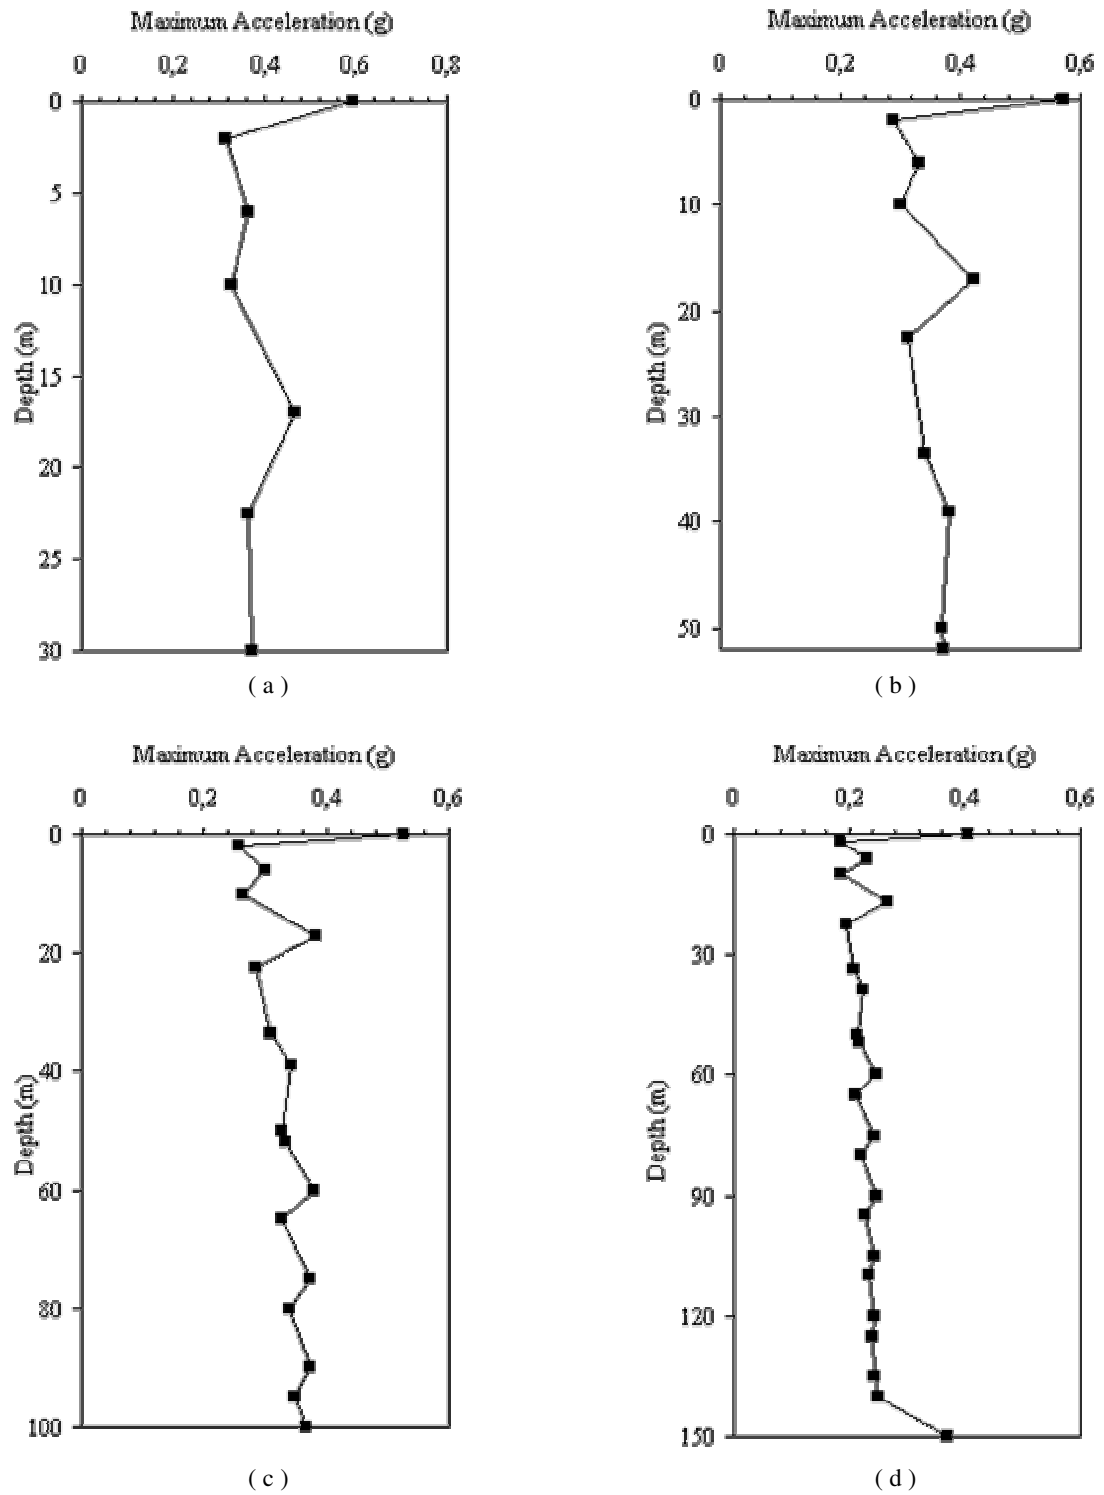 Maximum Acceleration (g)
0 0,2 0,4 0,6 0,8
0
5
10
15
20
25
30
Depth (m)
( a )
Maximum Acceleration (g)
0 0,2 0,4 0,6
0
10
20
30
40
50
Depth (m)
( b )
Maximum Acceleration (g)
0 0,2 0,4 0,6
0
20
40
60
80
100
Depth (m)
( c )
Maximum Acceleration (g)
0 0,2 0,4 0,6
0
30
60
90
120
150
Depth (m)
( d )